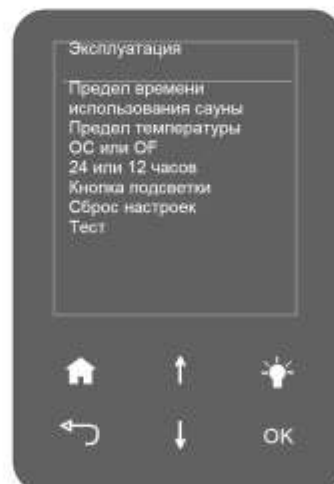 Эксплуатация
Предел времени
использования сауны
Предел температуры
ОС или OF
24 или 12 часов
Кнопка подсветки
Сброс настроек
Тест
OK